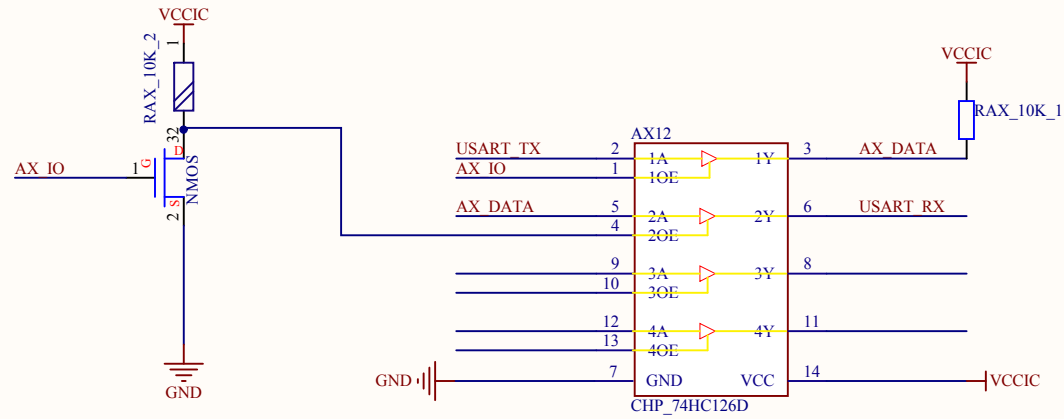 VCCIC
1
RAX_10K_2
32
D
AX_IO
1
G
NMOS
S
2
GND
AX12
USART_TX
2
1A
1Y
3
AX_DATA
AX_IO
1
1OE
AX_DATA
5
2A
2Y
6
USART_RX
4
2OE
9
3A
3Y
8
10
3OE
12
4A
4Y
11
13
4OE
GND
7
GND
VCC
14
VCCIC
CHP_74HC126D
VCCIC
RAX_10K_1